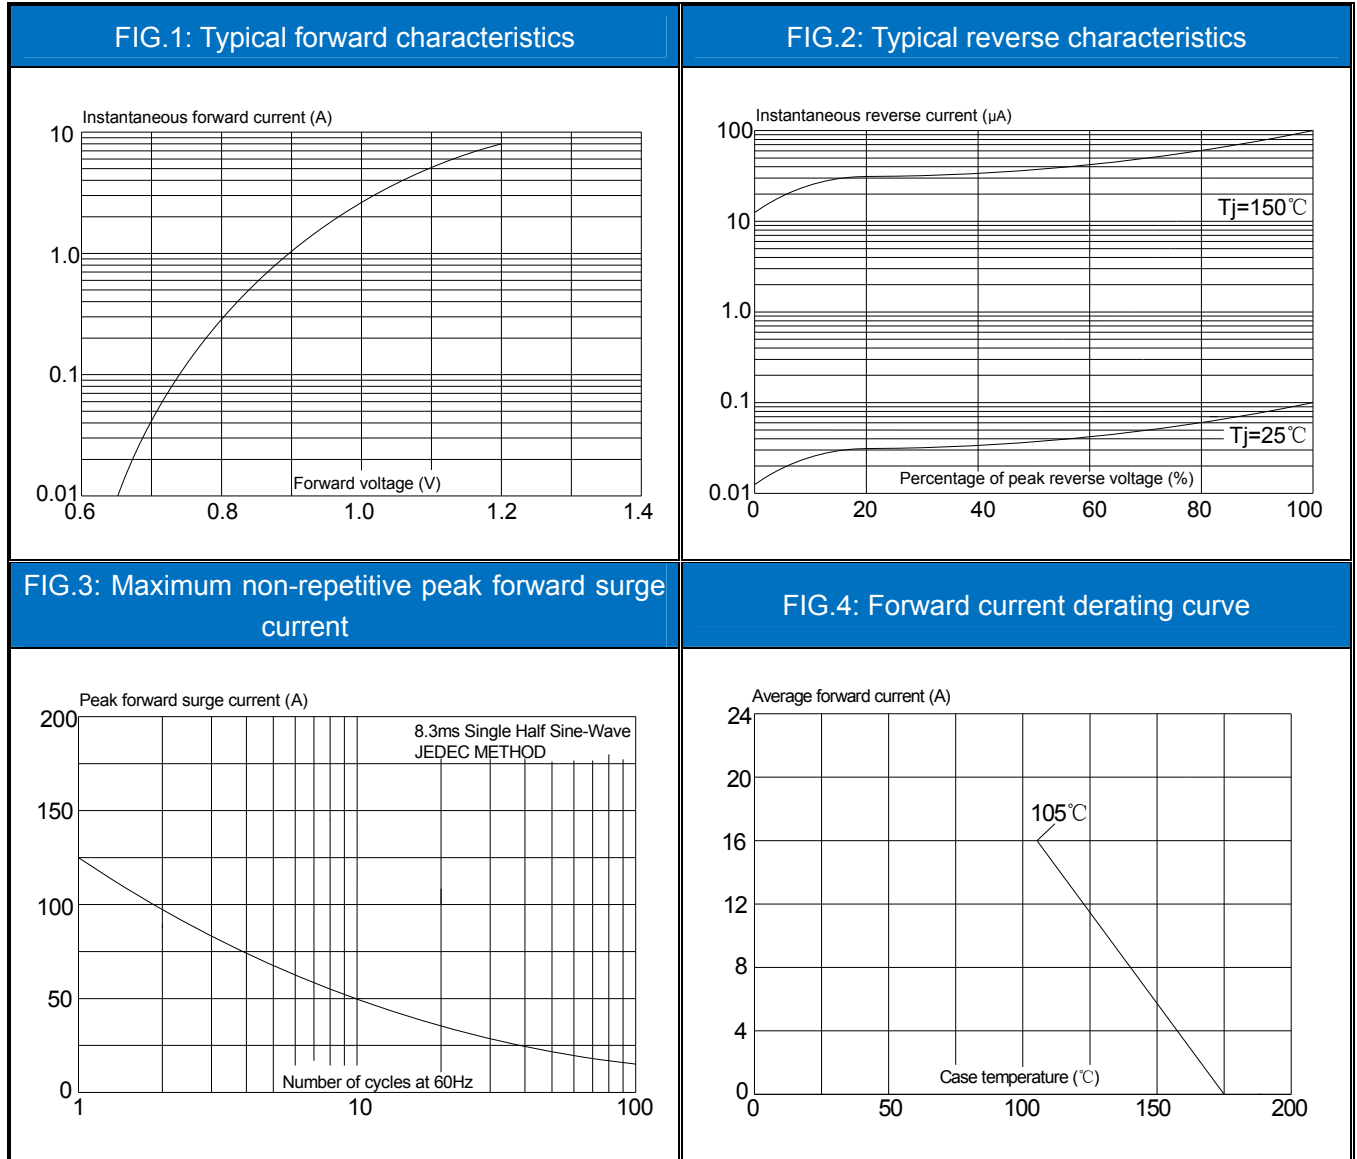 FIG.1: Typical forward characteristics
Instantaneous forward current (A)
10
1.0
0.1
0.01
Forward voltage (V)
0.6 0.8 1.0 1.2 1.4
FIG.2: Typical reverse characteristics
Instantaneous reverse current (μA)
100
Tj=150℃
10
1.0
0.1
Tj=25℃
Percentage of peak reverse voltage (%)
0.01
0 20 40 60 80 100
FIG.3: Maximum non-repetitive peak forward surge
current
Peak forward surge current (A)
200
8.3ms Single Half Sine-Wave
JEDEC METHOD
150
100
50
Number of cycles at 60Hz
0
1 10 100
FIG.4: Forward current derating curve
Average forward current (A)
24
20
105℃
16
12
8
4
Case temperature (℃)
0
0 50 100 150 200